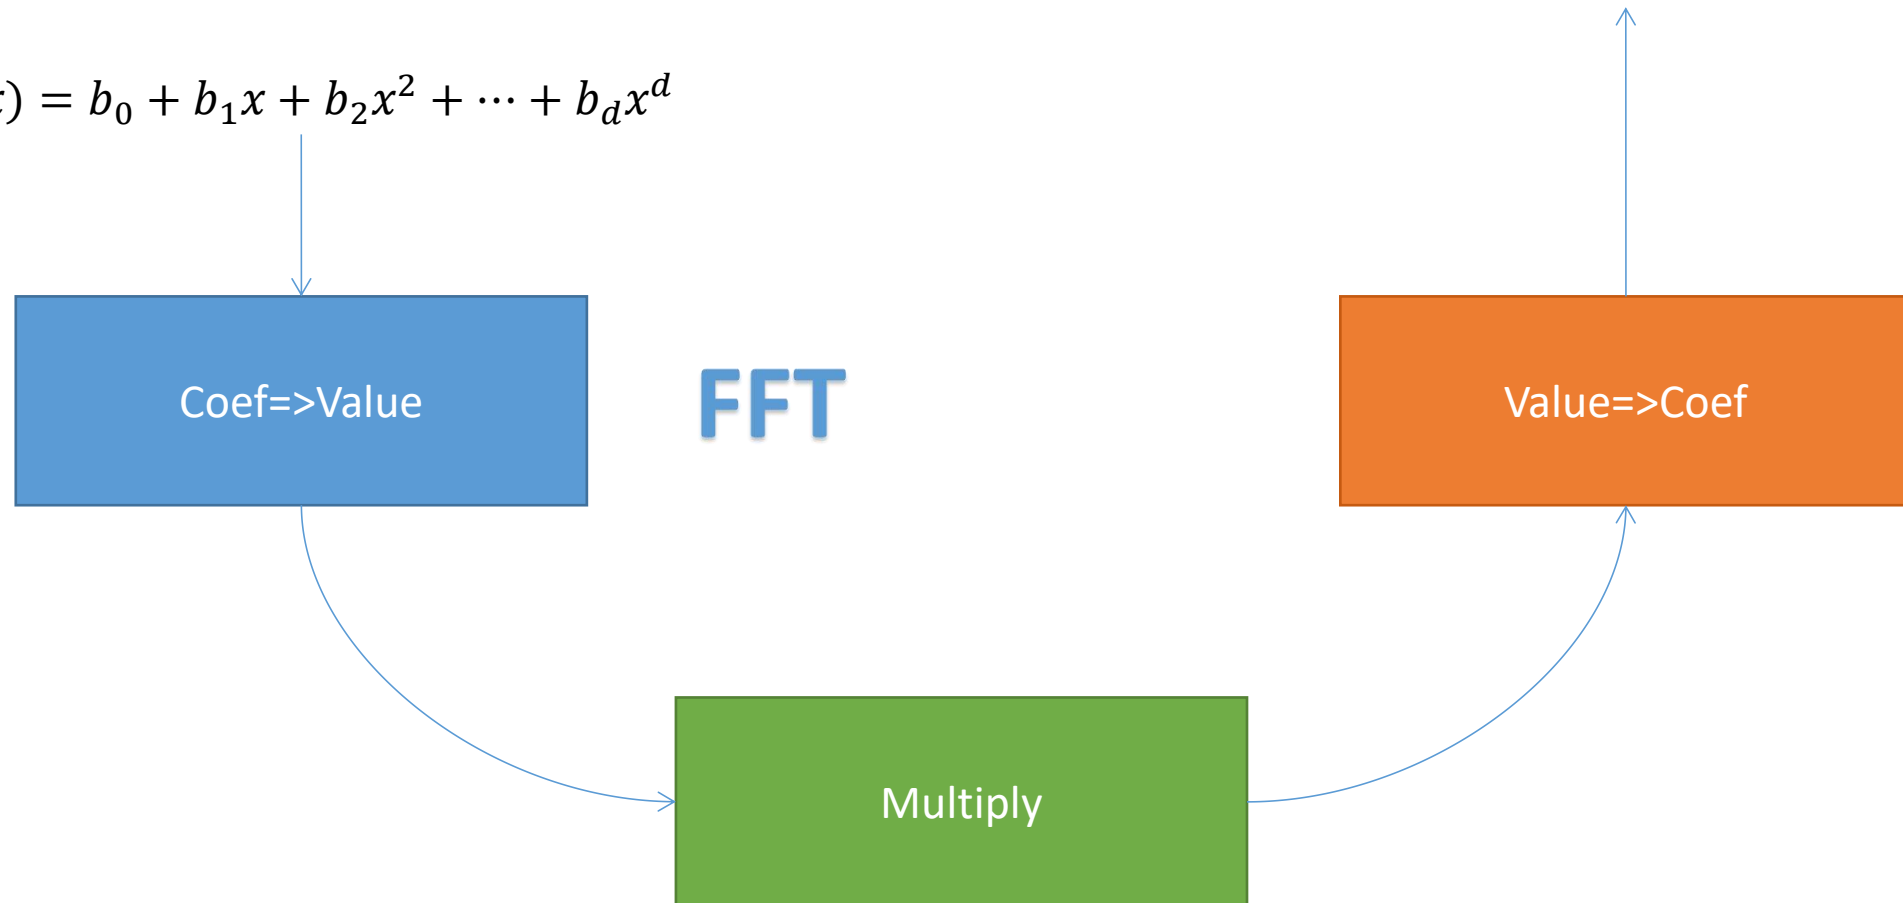 ) = b₀ + b₁x + b₂x² + ⋯ + b_d x^d
Coef=>Value
FFT
Value=>Coef
Multiply